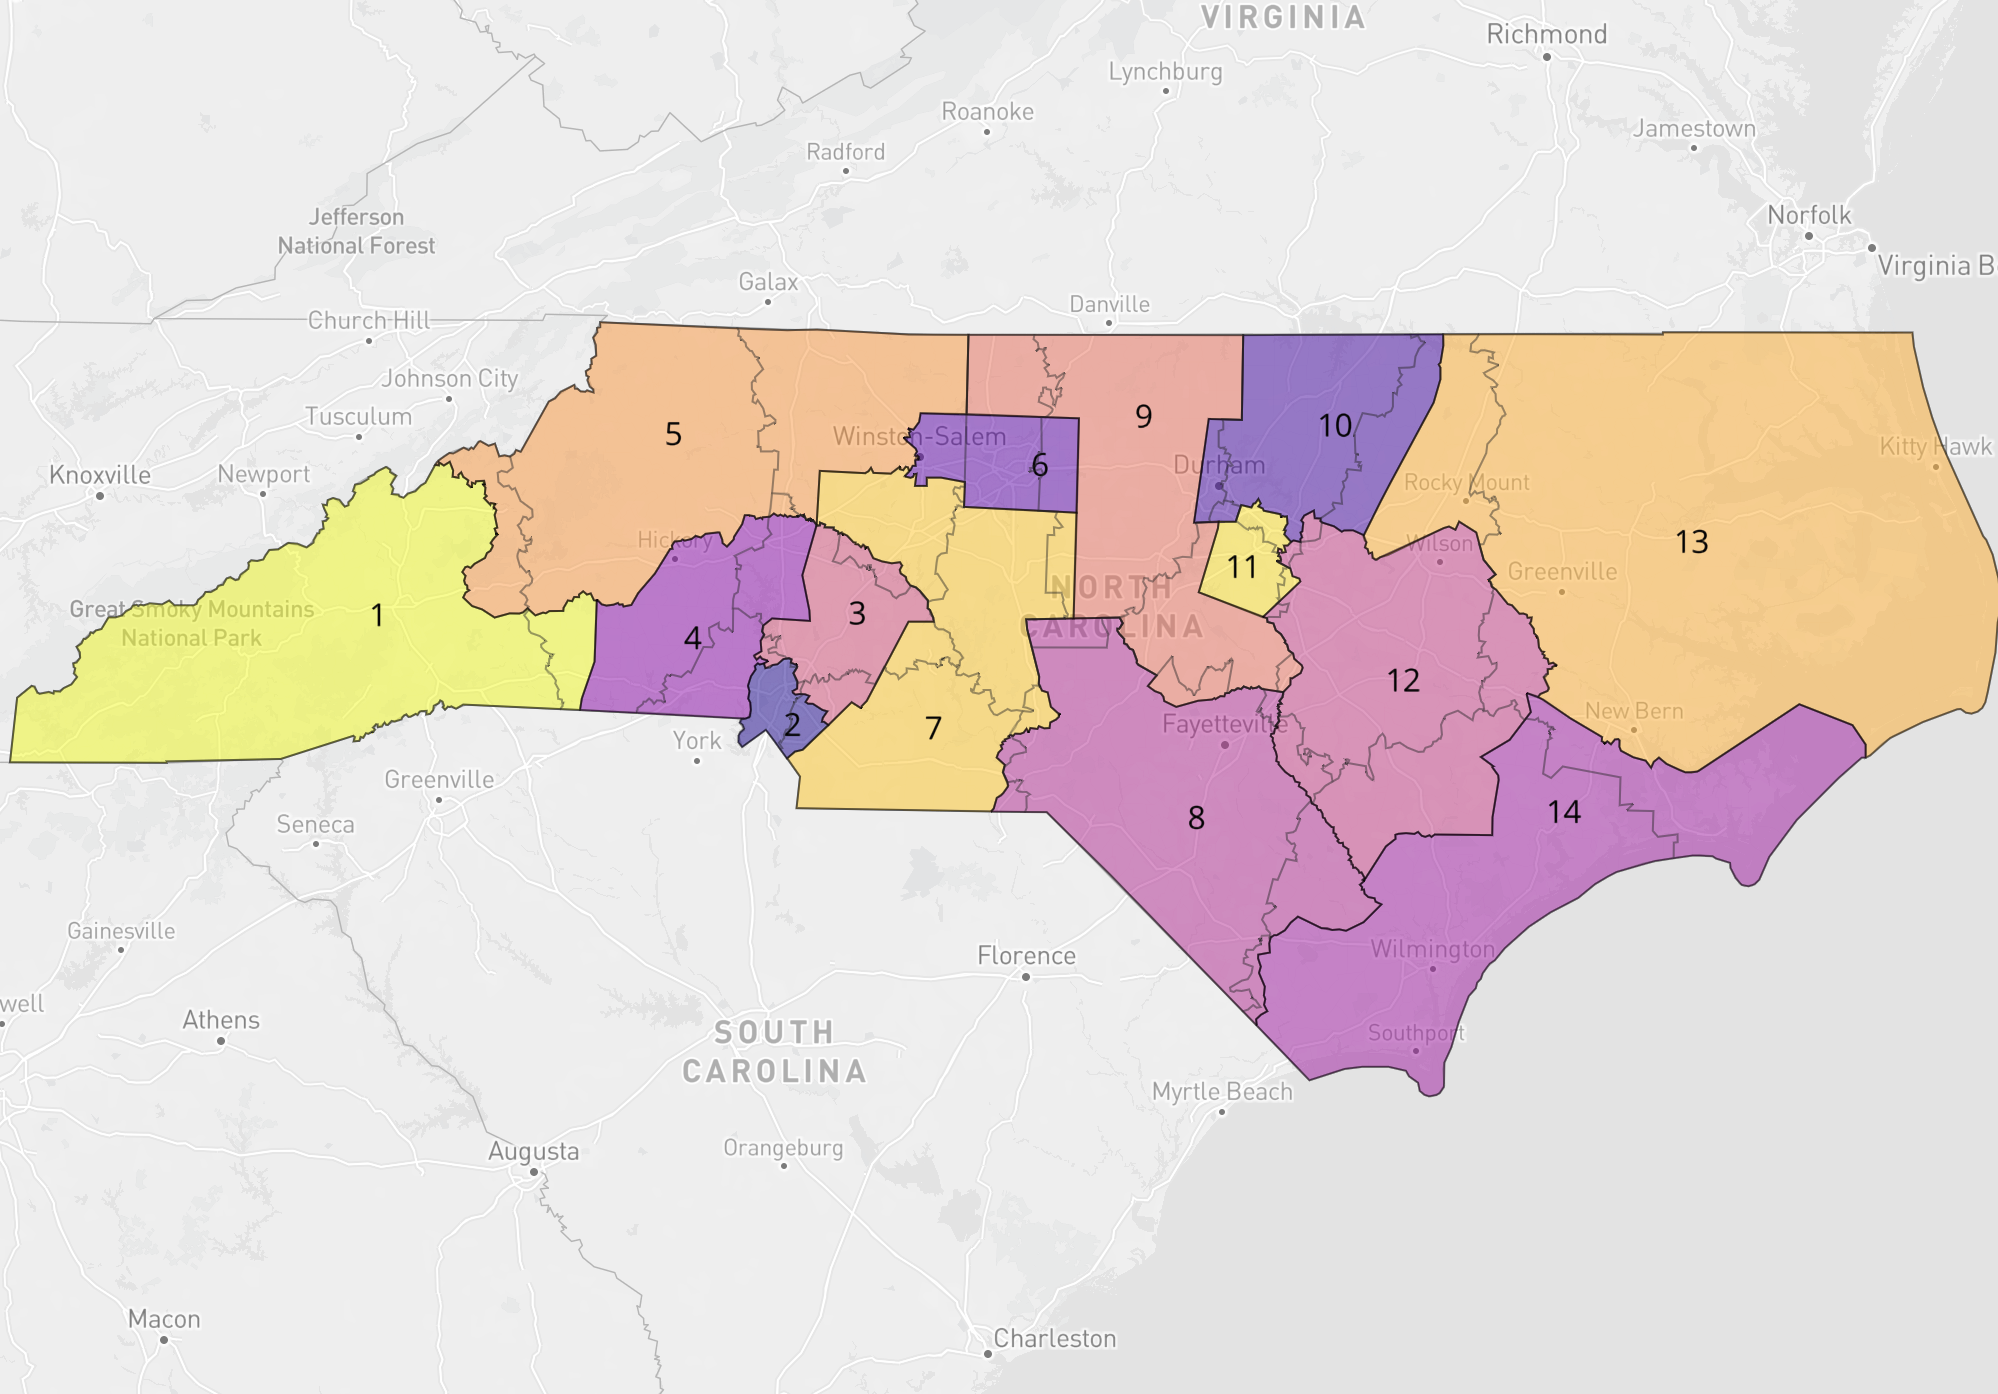 VIRGINIA
Richmond
Lynchburg
Roanoke
Jamestown
Radford
Jefferson
National Forest
Norfolk
Virginia B
Galax
Danville
Church Hill
Johnson City
Tusculum
5
9
10
Winston-Salem
Kitty Hawk
Knoxville
Newport
6
Durham
Rocky Mount
Hickory
13
Wilson
11
Greenville
NORTH
CAROLINA
Great Smoky Mountains
National Park
1
3
4
12
2
7
Fayetteville
New Bern
York
Greenville
8
14
Seneca
Gainesville
Florence
Wilmington
well
Athens
SOUTH
CAROLINA
Southport
Myrtle Beach
Augusta
Orangeburg
Macon
Charleston